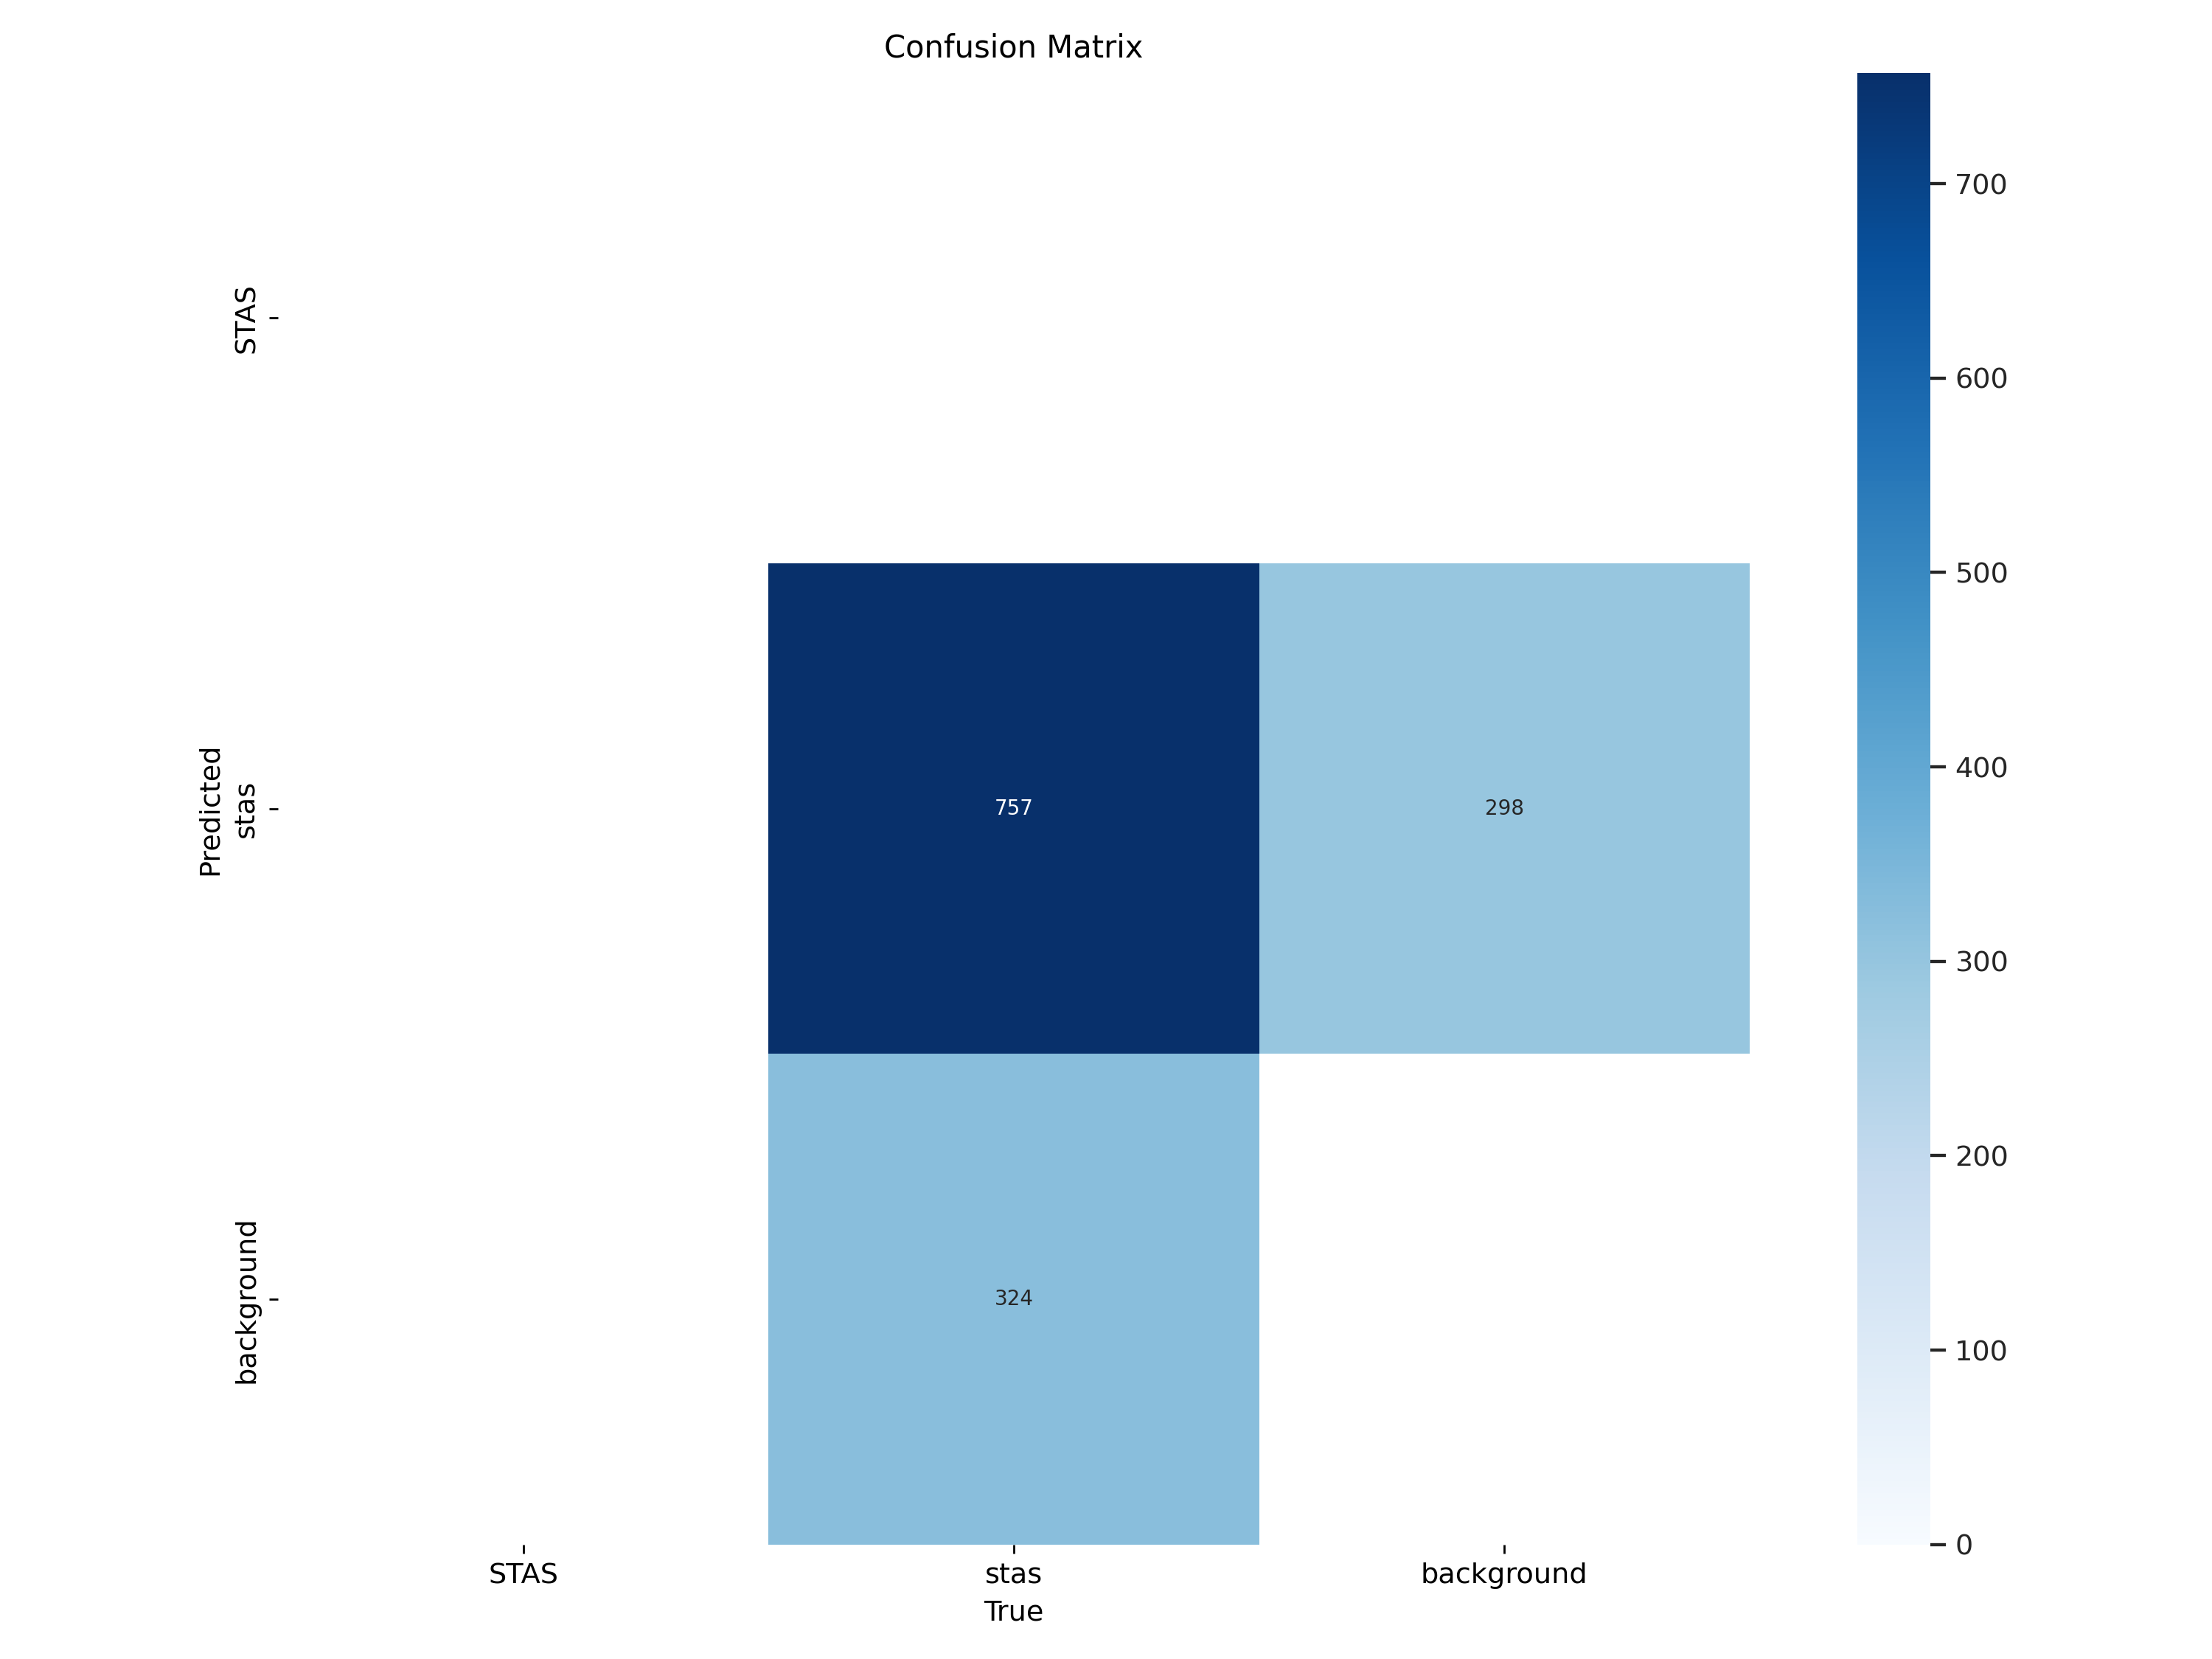 Confusion Matrix
STAS
stas
background
Predicted
757
298
324
STAS
stas
background
True
700
600
500
400
300
200
100
0